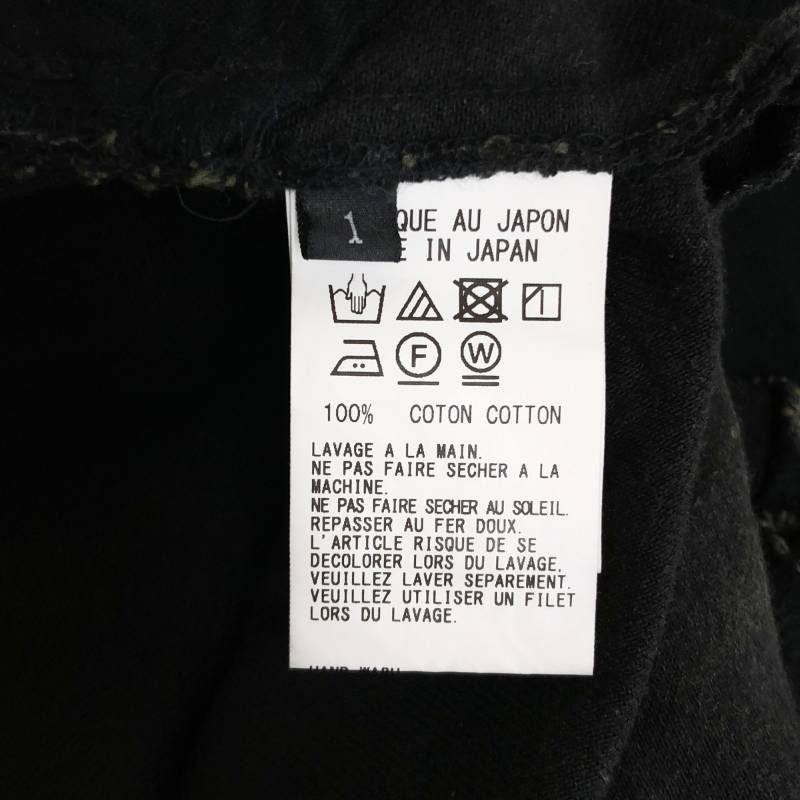 1
QUE AU JAPON
IN JAPAN
F
W
100% COTON COTTON
LAVAGE A LA MAIN.
NE PAS FAIRE SECHER A LA
MACHINE.
NE PAS FAIRE SECHER AU SOLEIL.
REPASSER AU FER DOUX.
L'ARTICLE RISQUE DE SE
DECOLORER LORS DU LAVAGE,
VEUILLEZ LAVER SEPAREMENT.
VEUILLEZ UTILISER UN FILET
LORS DU LAVAGE.
HAND WASH